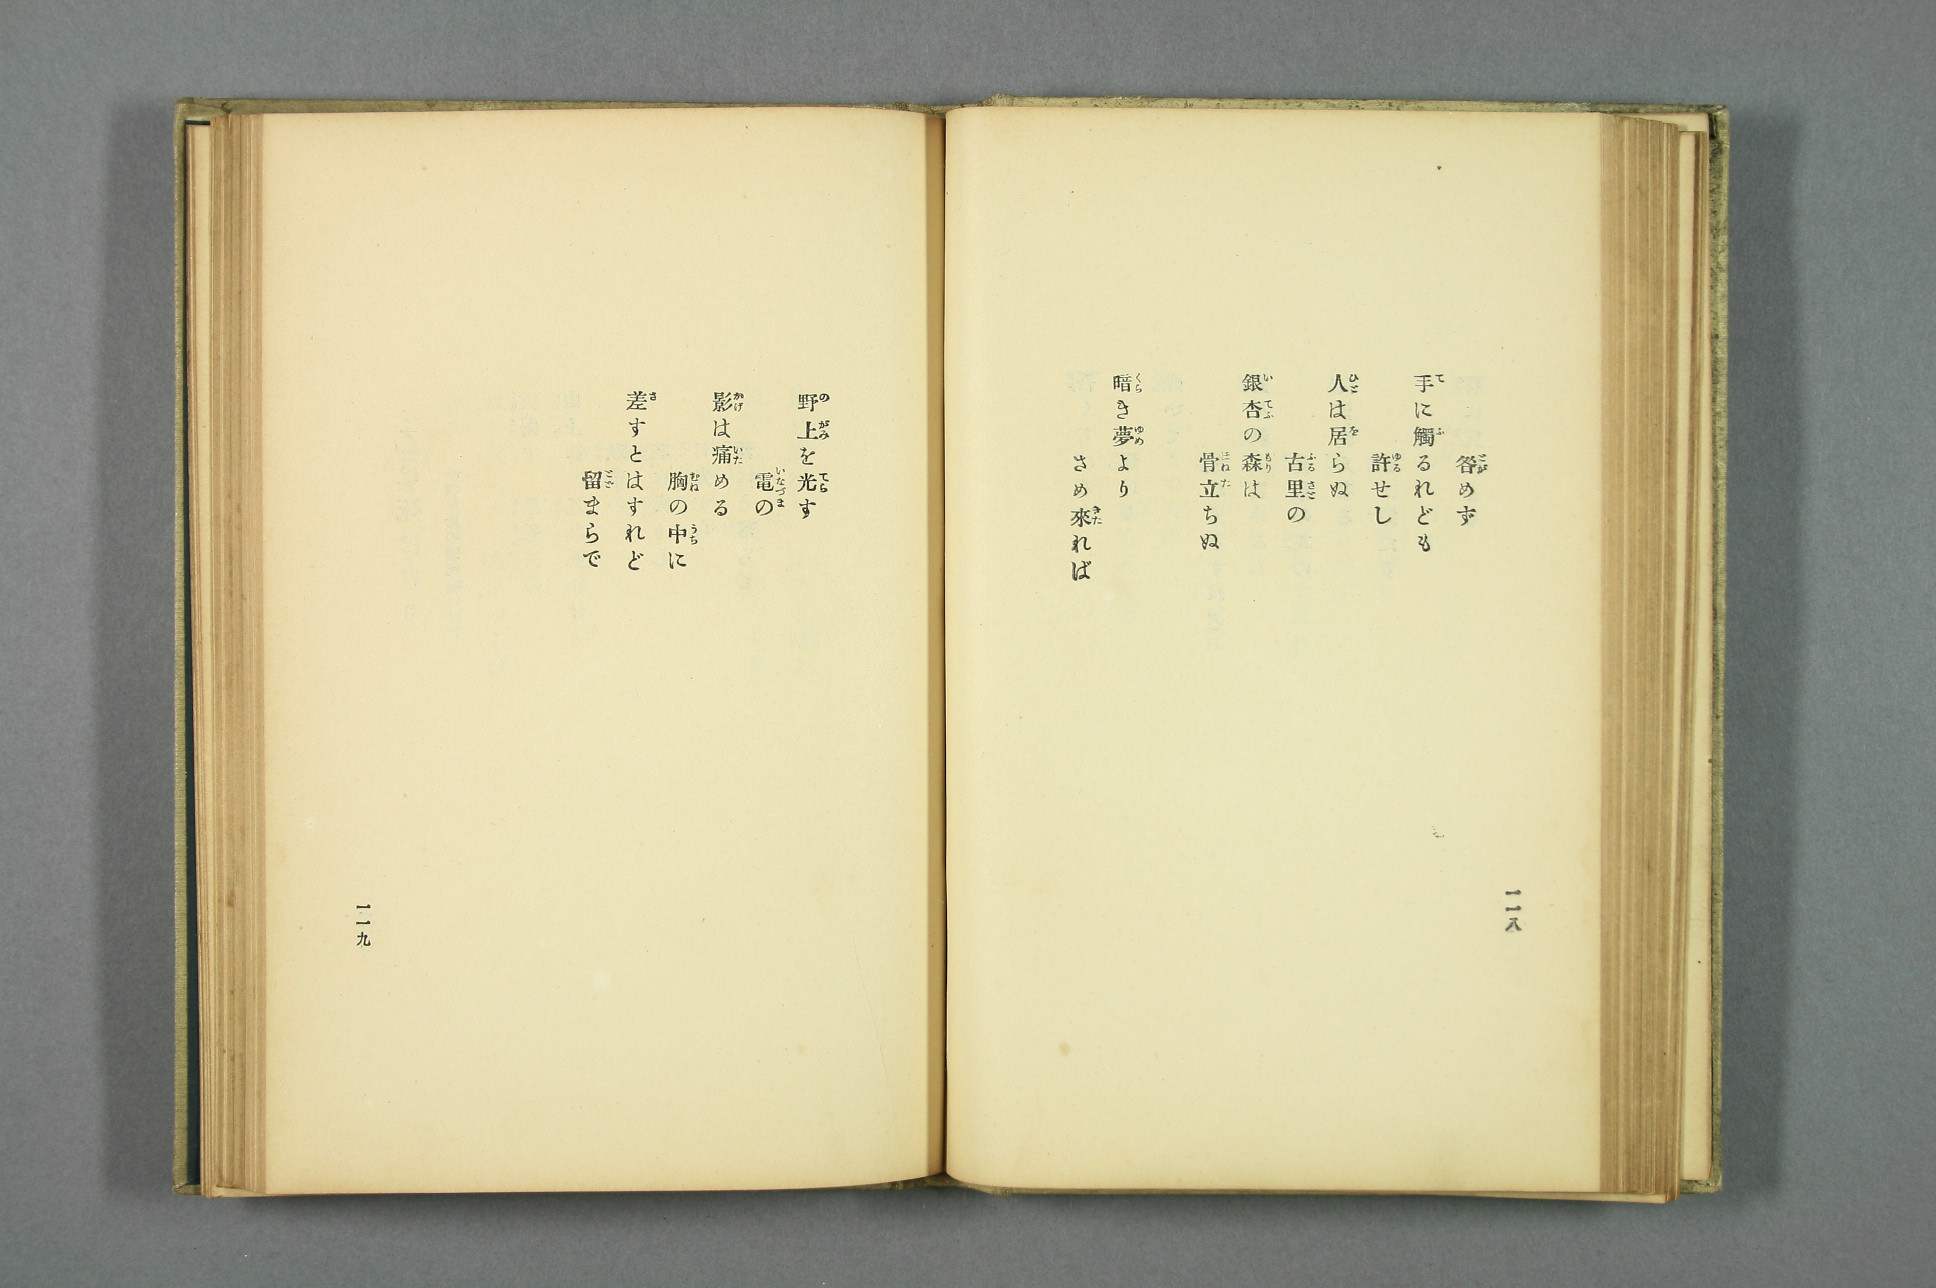 咎めず
手に觸るれども
許せし
人は居らぬ
古里の
銀杏の森は
骨立ちぬ
暗き夢より
さめ來れば
一一八
野上を光す
電の
影は痛める
胸の中に
差すとはすれど
留まらで
一一九